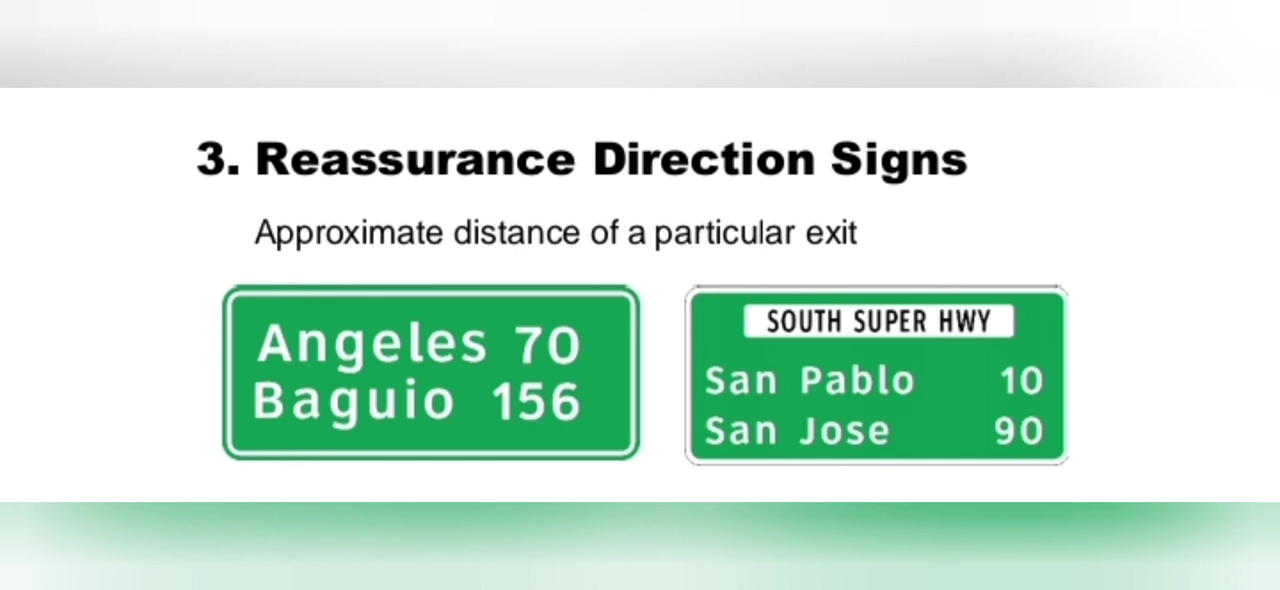 3. Reassurance Direction Signs
Approximate distance of a particular exit
Angeles 70
Baguio 156
SOUTH SUPER HWY
San Pablo 10
San Jose 90